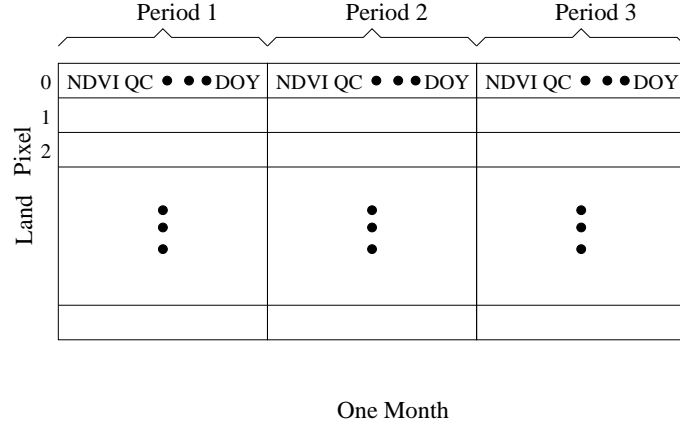 Period 1 Period 2 Period 3
0 NDVI QC DOY NDVI QC DOY NDVI QC DOY
1
2
Land Pixel
One Month